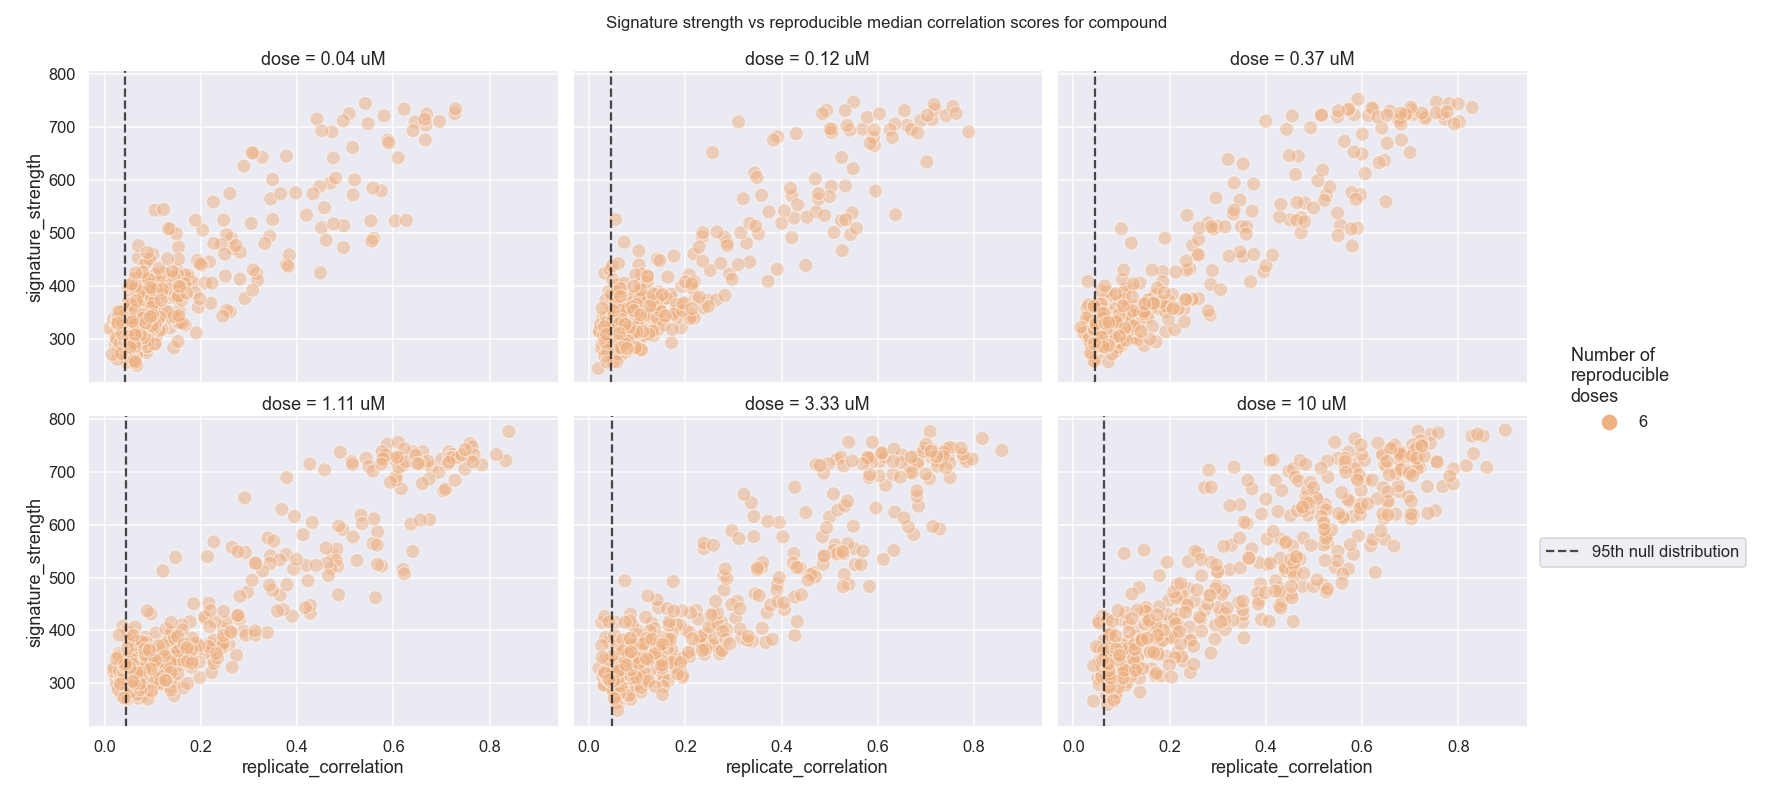 Signature strength vs reproducible median correlation scores for compound
dose = 0.04 uM
dose = 0.12 uM
dose = 0.37 uM
800
700
600
500
400
300
signature_strength
dose = 1.11 uM
dose = 3.33 uM
dose = 10 uM
800
700
600
500
400
300
signature_strength
0.0 0.2 0.4 0.6 0.8
0.0 0.2 0.4 0.6 0.8
0.0 0.2 0.4 0.6 0.8
replicate_correlation
replicate_correlation
replicate_correlation
Number of
reproducible
doses
6
95th null distribution